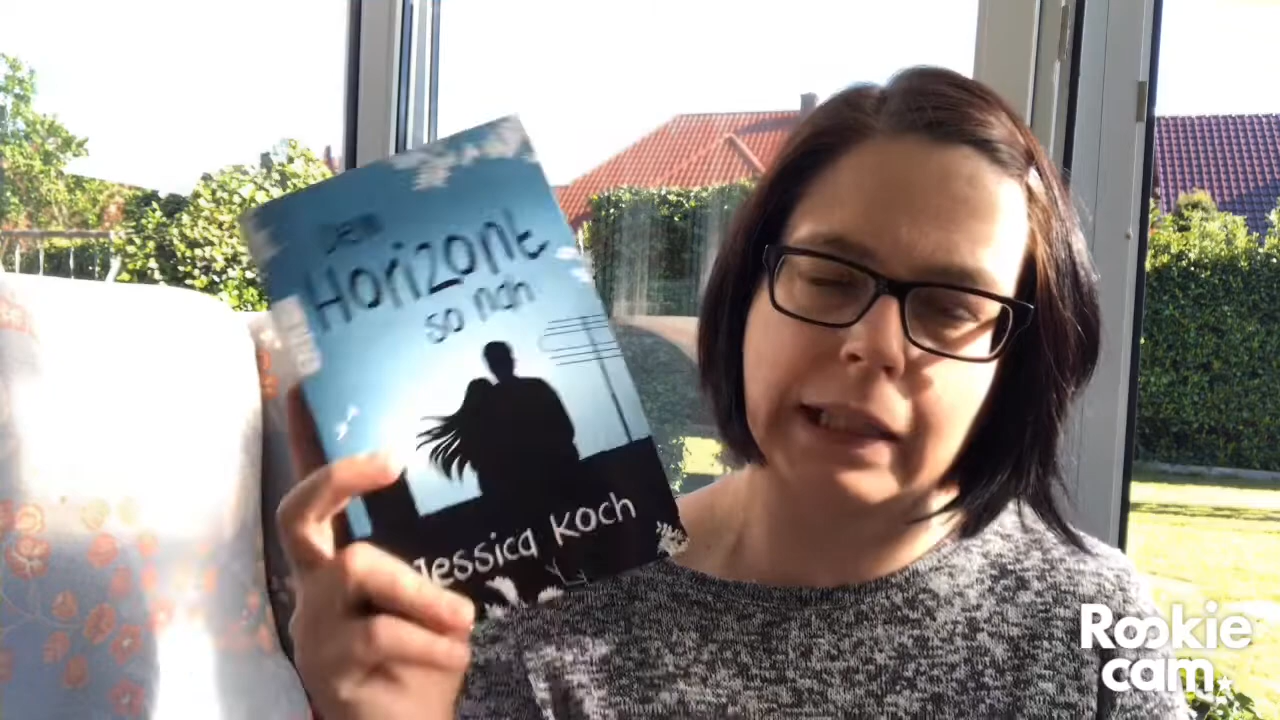 Dem
Horizont
so nah
Jessica Koch
Rookie
cam